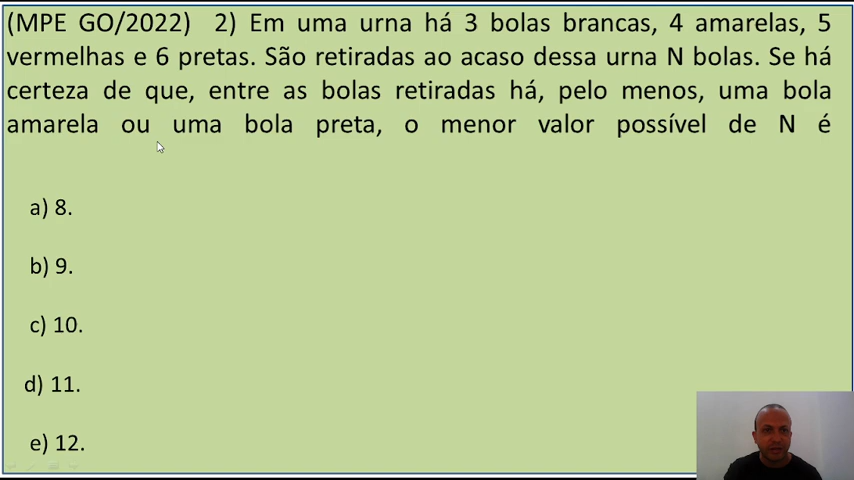 (MPE GO/2022) 2) Em uma urna há 3 bolas brancas, 4 amarelas, 5
vermelhas e 6 pretas. São retiradas ao acaso dessa urna N bolas. Se há
certeza de que, entre as bolas retiradas há, pelo menos, uma bola
amarela ou uma bola preta, o menor valor possível de N é
a) 8.
b) 9.
c) 10.
d) 11.
e) 12.